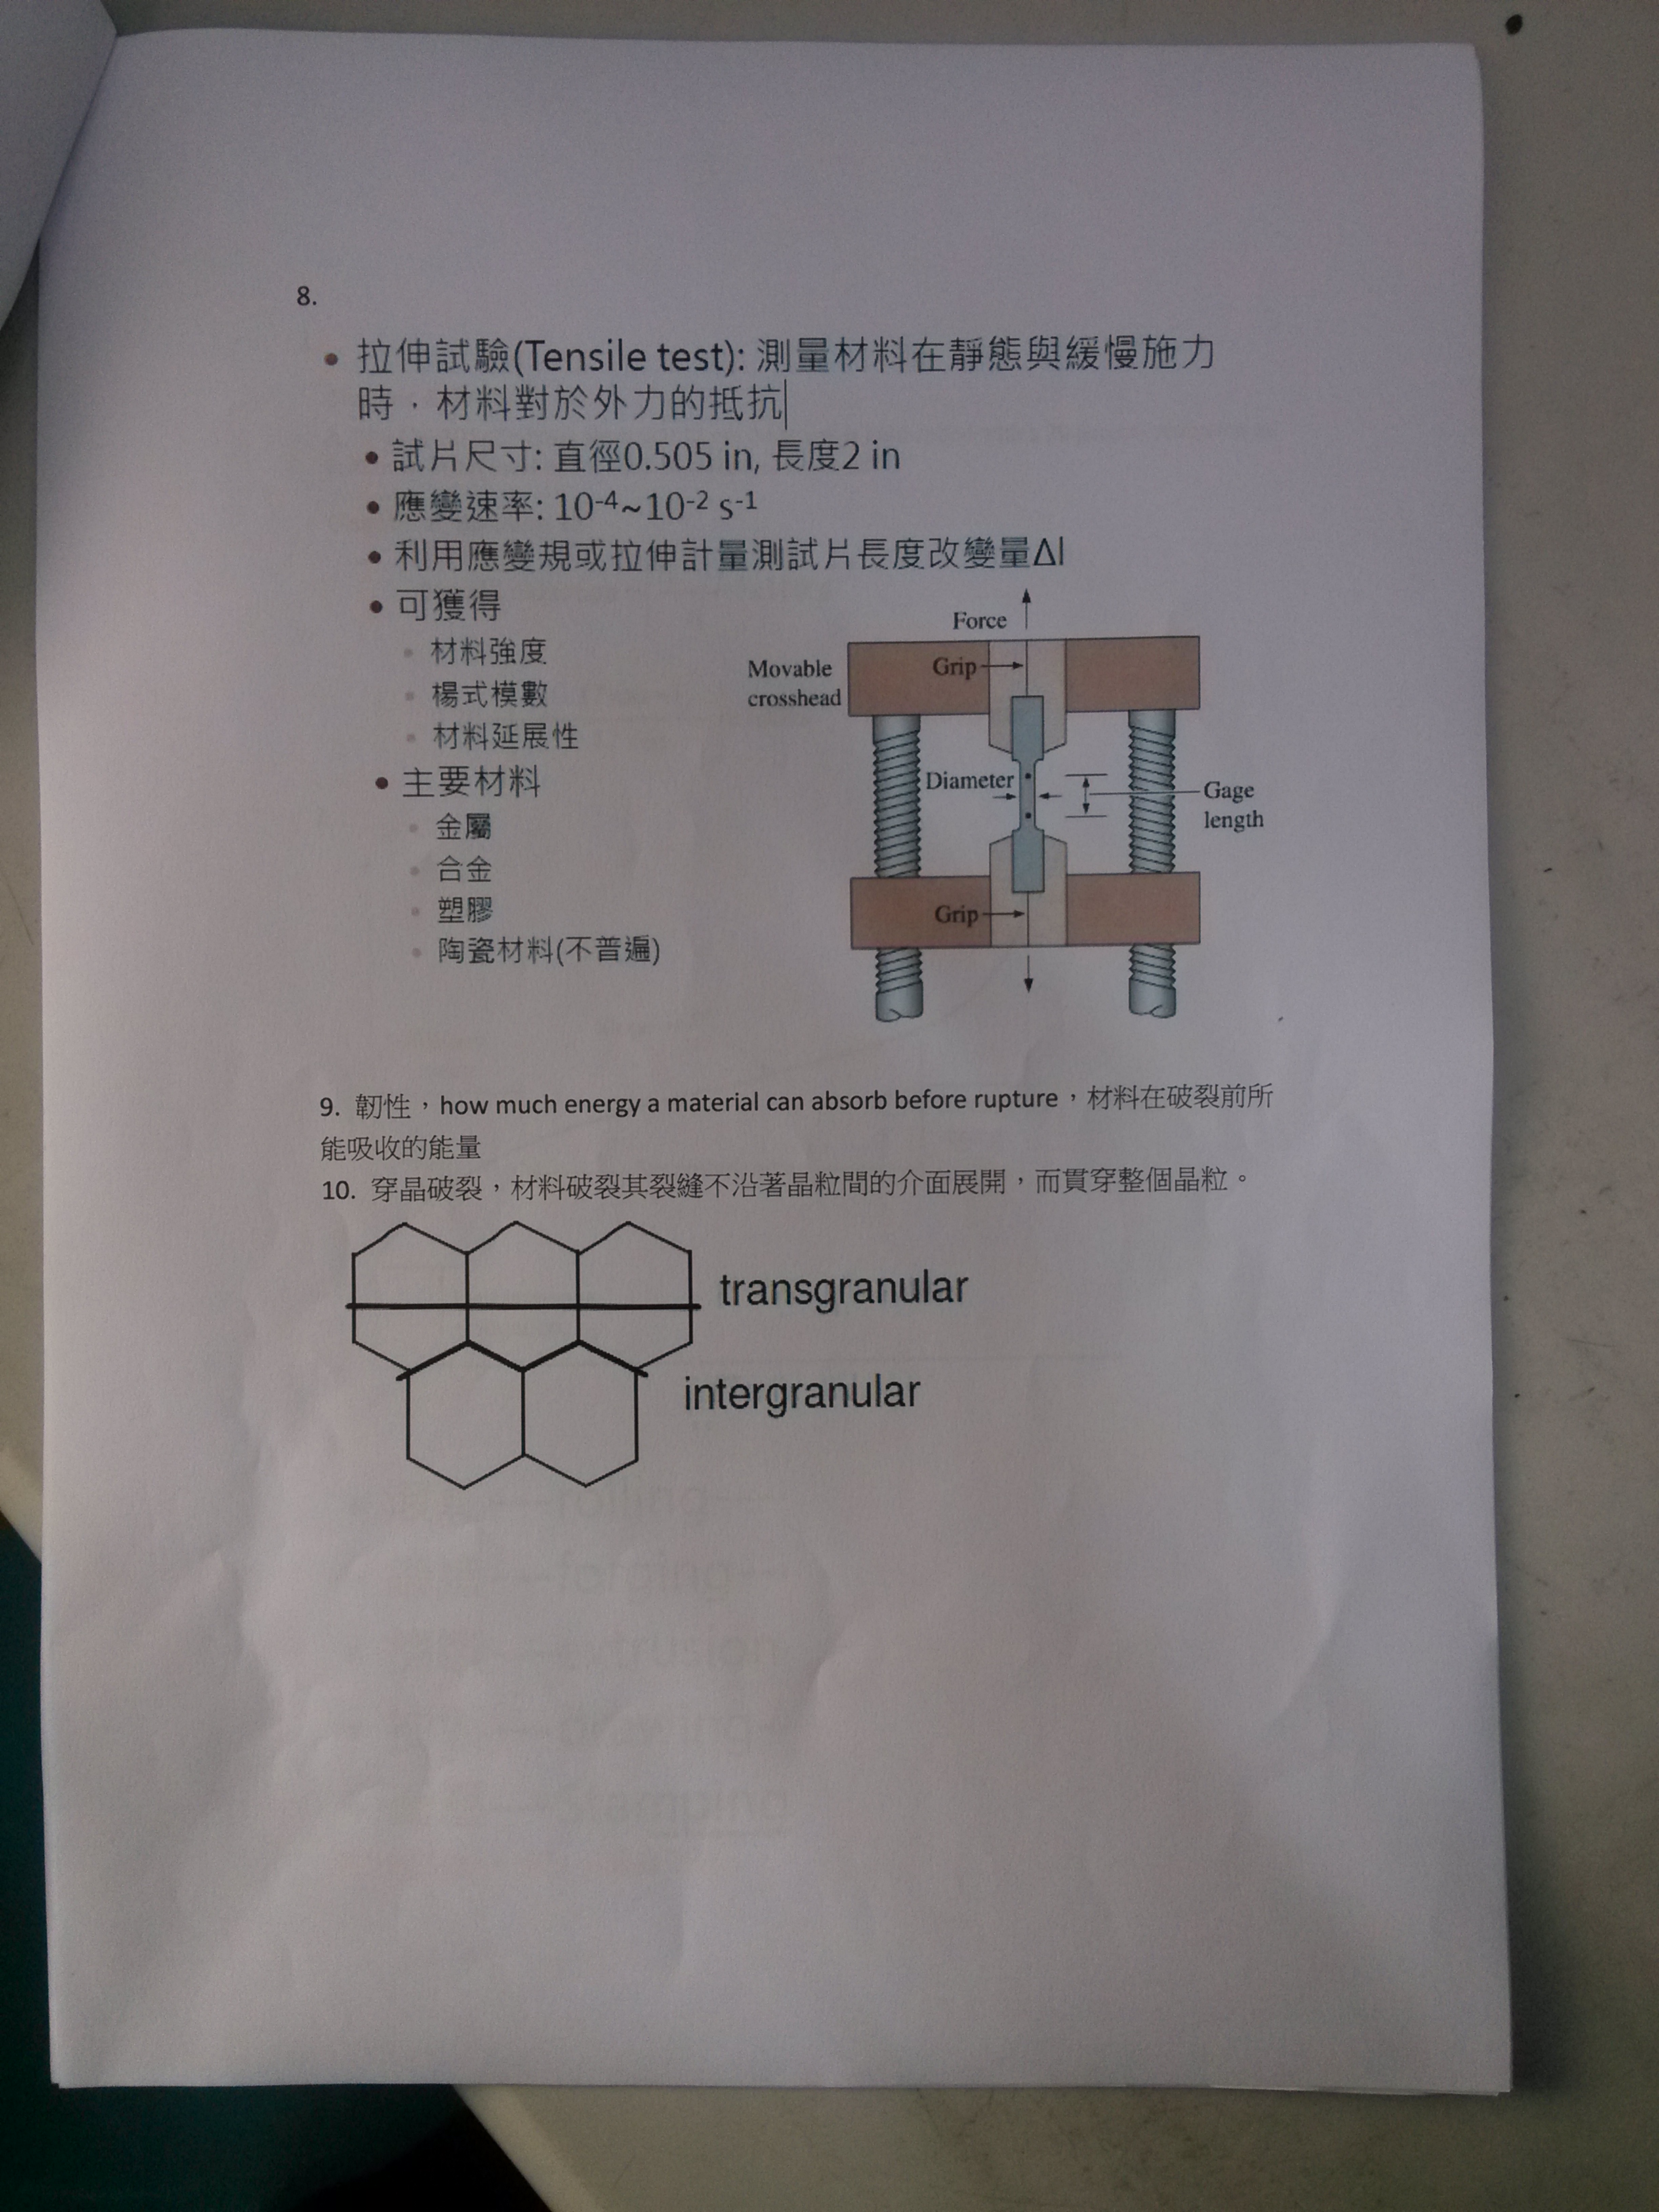 8.
• 拉伸試驗(Tensile test): 測量材料在靜態與緩慢施力
時，材料對於外力的抵抗
• 試片尺寸: 直徑0.505 in, 長度2 in
• 應變速率: 10-4~10-2 s-1
• 利用應變規或拉伸計量測試片長度改變量Δl
• 可獲得
• 材料強度
• 楊式模數
• 材料延展性
• 主要材料
• 金屬
• 合金
• 塑膠
• 陶瓷材料(不普遍)
Force
Movable
crosshead
Grip
Diameter
Gage
length
Grip
9. 韌性，how much energy a material can absorb before rupture，材料在破裂前所
能吸收的能量
10. 穿晶破裂，材料破裂其裂縫不沿著晶粒間的介面展開，而貫穿整個晶粒。
transgranular
intergranular